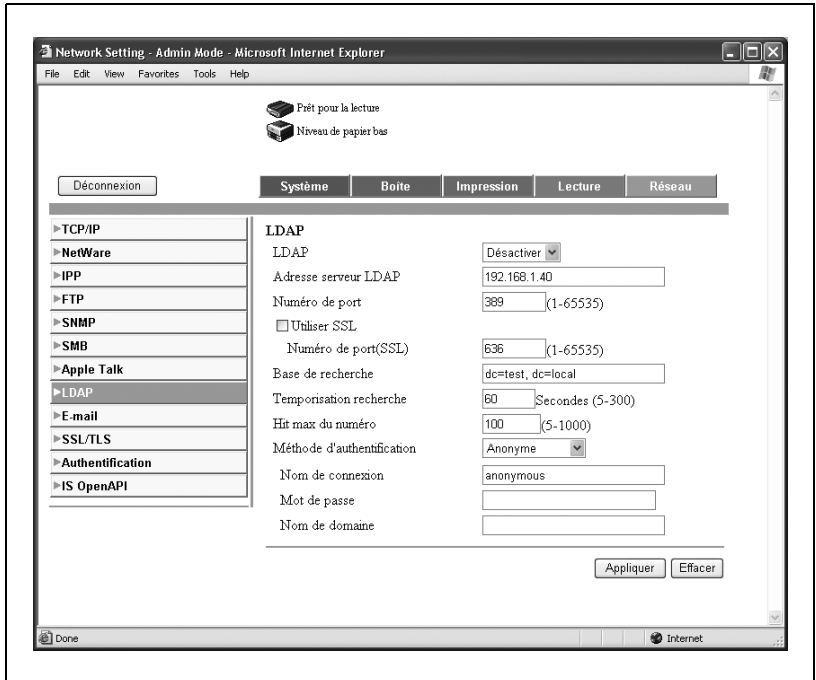 Network Setting - Admin Mode - Microsoft Internet Explorer
File Edit View Favorites Tools Help
Prêt pour la lecture
Niveau de papier bas
Déconnexion
Système Boîte Impression Lecture Réseau
TCP/IP
NetWare
IPP
FTP
SNMP
SMB
Apple Talk
LDAP
E-mail
SSL/TLS
Authentification
IS OpenAPI
LDAP
LDAP Désactiver
Adresse serveur LDAP 192.168.1.40
Numéro de port 389 (1-65535)
Utiliser SSL
Numéro de port(SSL) 636 (1-65535)
Base de recherche dc=test, dc=local
Temporisation recherche 60 Secondes (5-300)
Hit max du numéro 100 (5-1000)
Méthode d'authentification Anonyme
Nom de connexion anonymous
Mot de passe
Nom de domaine
Appliquer Effacer
Done Internet